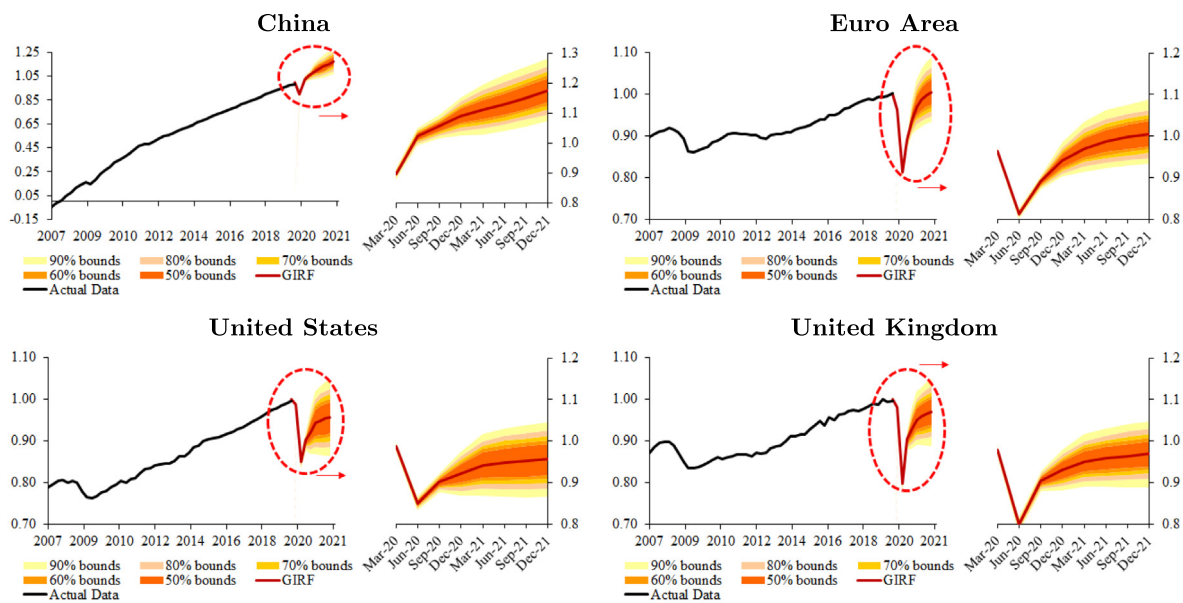 China
1.25
1.05
0.85
0.65
0.45
0.25
0.05
-0.15
2007 2009 2010 2012 2014 2016 2018 2020 2021
1.3
1.2
1.1
1.0
0.9
0.8
Mar-20 Jun-20 Sep-20 Dec-20 Mar-21 Jun-21 Sep-21 Dec-21
90% bounds 80% bounds 70% bounds
60% bounds 50% bounds GIRF
Actual Data
Euro Area
1.10
1.00
0.90
0.80
0.70
2007 2009 2010 2012 2014 2016 2018 2020 2021
1.2
1.1
1.0
0.9
0.8
Mar-20 Jun-20 Sep-20 Dec-20 Mar-21 Jun-21 Sep-21 Dec-21
90% bounds 80% bounds 70% bounds
60% bounds 50% bounds GIRF
Actual Data
United States
1.10
1.00
0.90
0.80
0.70
2007 2009 2010 2012 2014 2016 2018 2020 2021
1.2
1.1
1.0
0.9
0.8
Mar-20 Jun-20 Sep-20 Dec-20 Mar-21 Jun-21 Sep-21 Dec-21
90% bounds 80% bounds 70% bounds
60% bounds 50% bounds GIRF
Actual Data
United Kingdom
1.10
1.00
0.90
0.80
0.70
2007 2009 2010 2012 2014 2016 2018 2020 2021
1.2
1.1
1.0
0.9
0.8
Mar-20 Jun-20 Sep-20 Dec-20 Mar-21 Jun-21 Sep-21 Dec-21
90% bounds 80% bounds 70% bounds
60% bounds 50% bounds GIRF
Actual Data